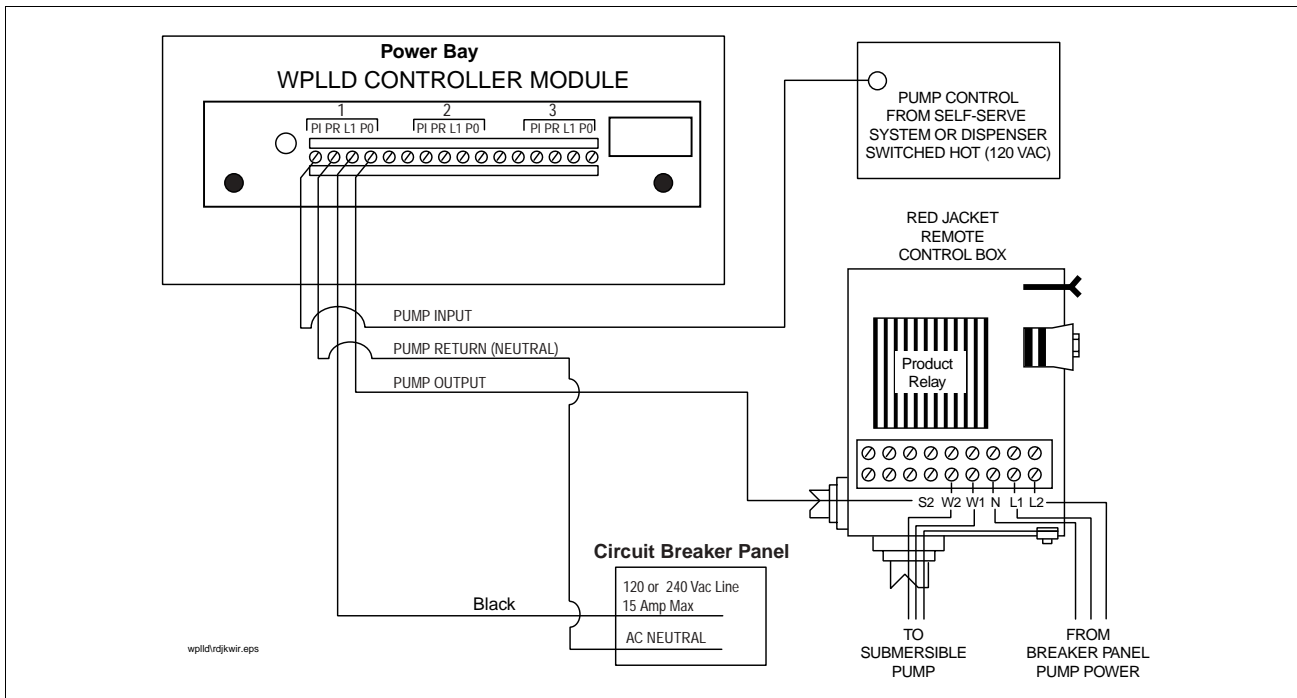 Power Bay
WPLLD CONTROLLER MODULE
1 2 3
PI PR L1 P0 PI PR L1 P0 PI PR L1 P0
PUMP CONTROL
FROM SELF-SERVE
SYSTEM OR DISPENSER
SWITCHED HOT (120 VAC)
RED JACKET
REMOTE
CONTROL BOX
PUMP INPUT
PUMP RETURN (NEUTRAL)
PUMP OUTPUT
Product
Relay
S2 W2 W1 N L1 L2
Circuit Breaker Panel
120 or 240 Vac Line
15 Amp Max
Black
AC NEUTRAL
TO
SUBMERSIBLE
PUMP
FROM
BREAKER PANEL
PUMP POWER
wplld\rdjkwir.eps